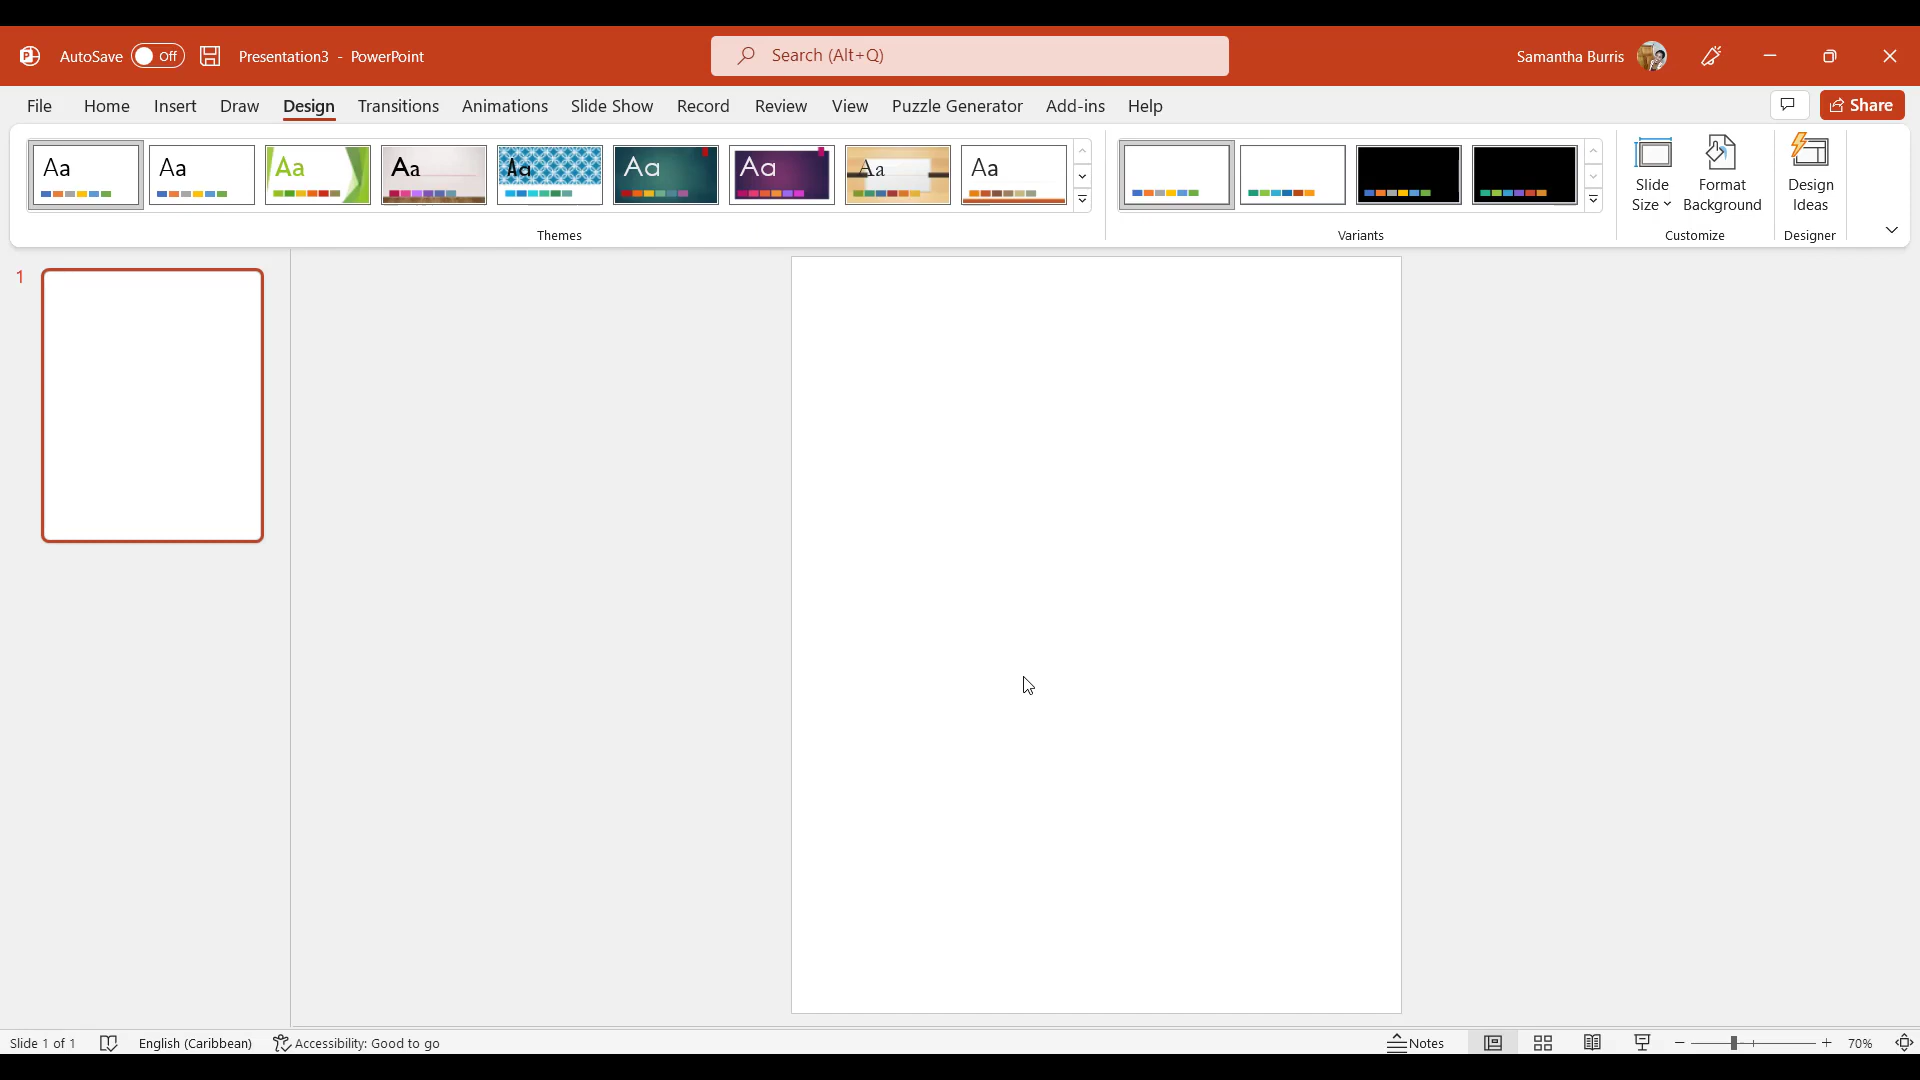 AutoSave Off Presentation3 - PowerPoint Search (Alt+Q) Samantha Burris
File Home Insert Draw Design Transitions Animations Slide Show Record Review View Puzzle Generator Add-ins Help Share
Aa Aa Aa Aa Aa Aa Aa Aa Aa
Slide Size
Format Background
Design Ideas
Themes Variants Customize Designer
1
Slide 1 of 1 English (Caribbean) Accessibility: Good to go Notes 70%